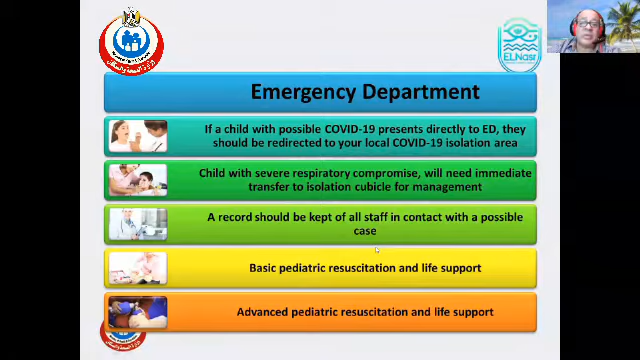 ELNasr
Emergency Department
If a child with possible COVID-19 presents directly to ED, they
should be redirected to your local COVID-19 isolation area
Child with severe respiratory compromise, will need immediate
transfer to isolation cubicle for management
A record should be kept of all staff in contact with a possible
case
Basic pediatric resuscitation and life support
Advanced pediatric resuscitation and life support